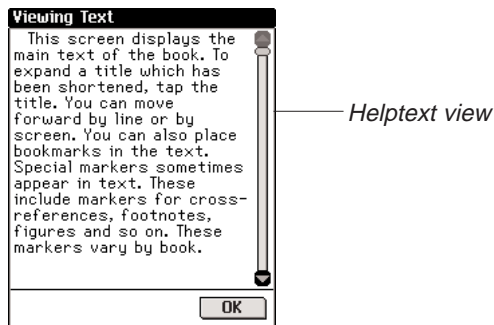 Viewing Text
This screen displays the
main text of the book. To
expand a title which has
been shortened, tap the
title. You can move
forward by line or by
screen. You can also place
bookmarks in the text.
Special markers sometimes
appear in text. These
include markers for cross-
references, footnotes,
figures and so on. These
markers vary by book.
Helptext view
OK